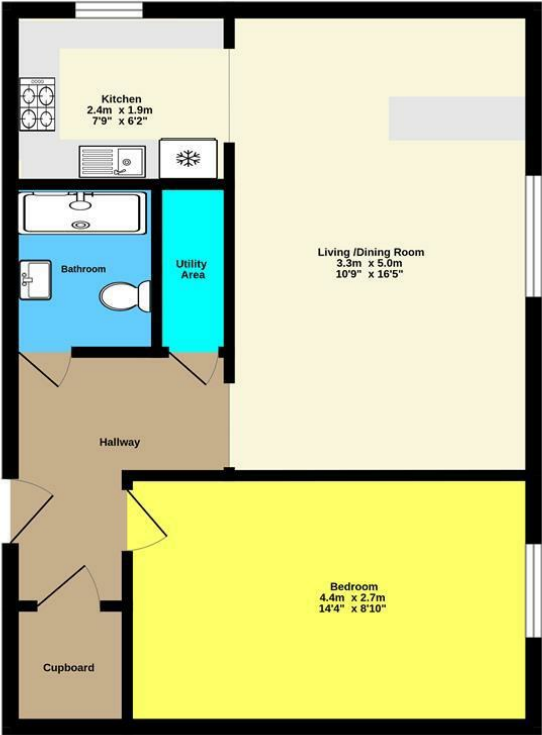 Kitchen
2.4m x 1.9m
7'9" x 6'2"
Bathroom
Utility
Area
Living /Dining Room
3.3m x 5.0m
10'9" x 16'5"
Hallway
Bedroom
4.4m x 2.7m
14'4" x 8'10"
Cupboard